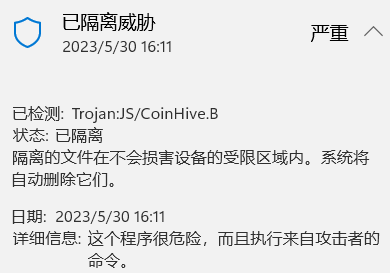 已隔离威胁
严重
2023/5/30 16:11
已检测: Trojan:JS/CoinHive.B
状态: 已隔离
隔离的文件在不会损害设备的受限区域内。系统将
自动删除它们。
日期: 2023/5/30 16:11
详细信息: 这个程序很危险，而且执行来自攻击者的
命令。